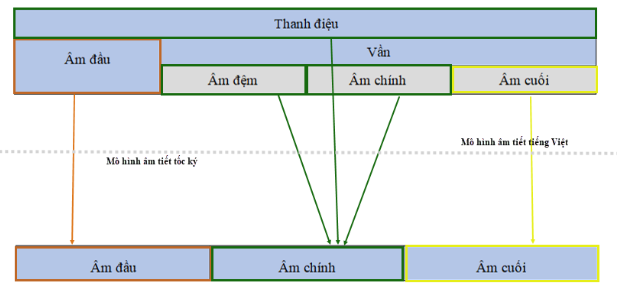 Thanh điệu
Vần
Âm đầu
Âm đệm
Âm chính
Âm cuối
Mô hình âm tiết tiếng Việt
Mô hình âm tiết tốc ký
Âm đầu
Âm chính
Âm cuối